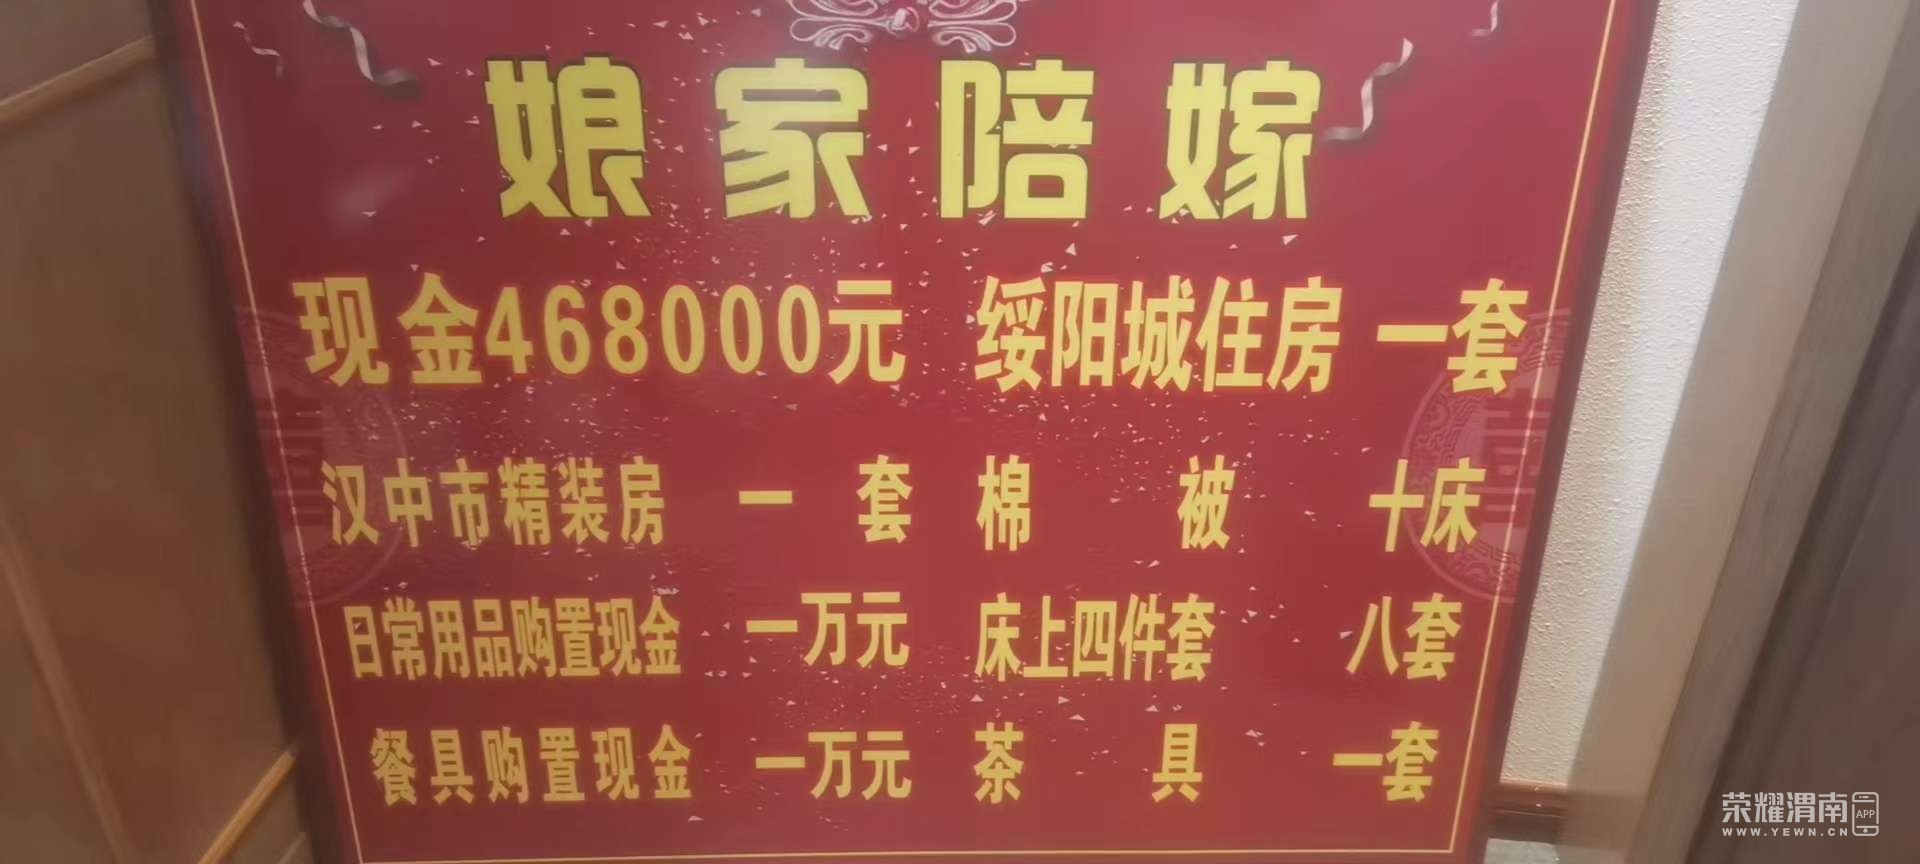 娘家陪嫁
现金468000元 绥阳城住房一套
汉中市精装房 一套 棉被 十床
日常用品购置现金 一万元 床上四件套 八套
餐具购置现金 一万元 茶具 一套
荣耀渭南 APP
WWW.YEWN.CN